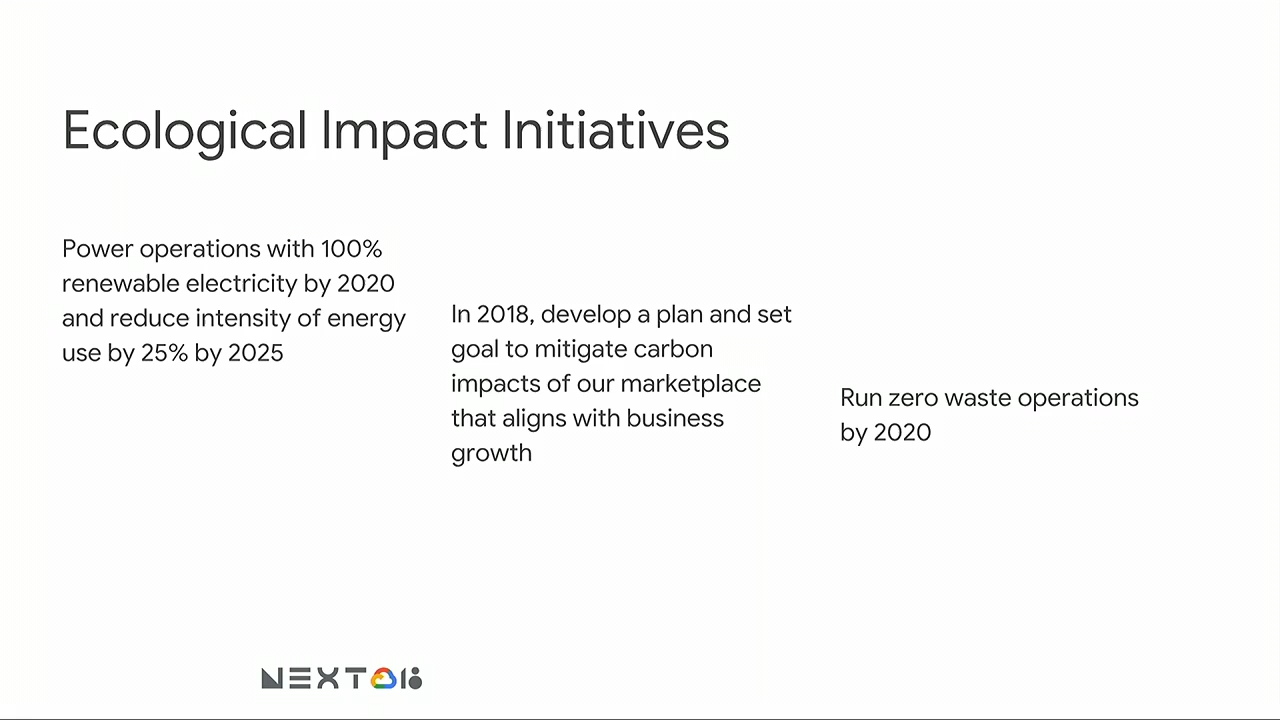 Ecological Impact Initiatives
Power operations with 100%
renewable electricity by 2020
and reduce intensity of energy
use by 25% by 2025
In 2018, develop a plan and set
goal to mitigate carbon
impacts of our marketplace
that aligns with business
growth
Run zero waste operations
by 2020
NEXT 18